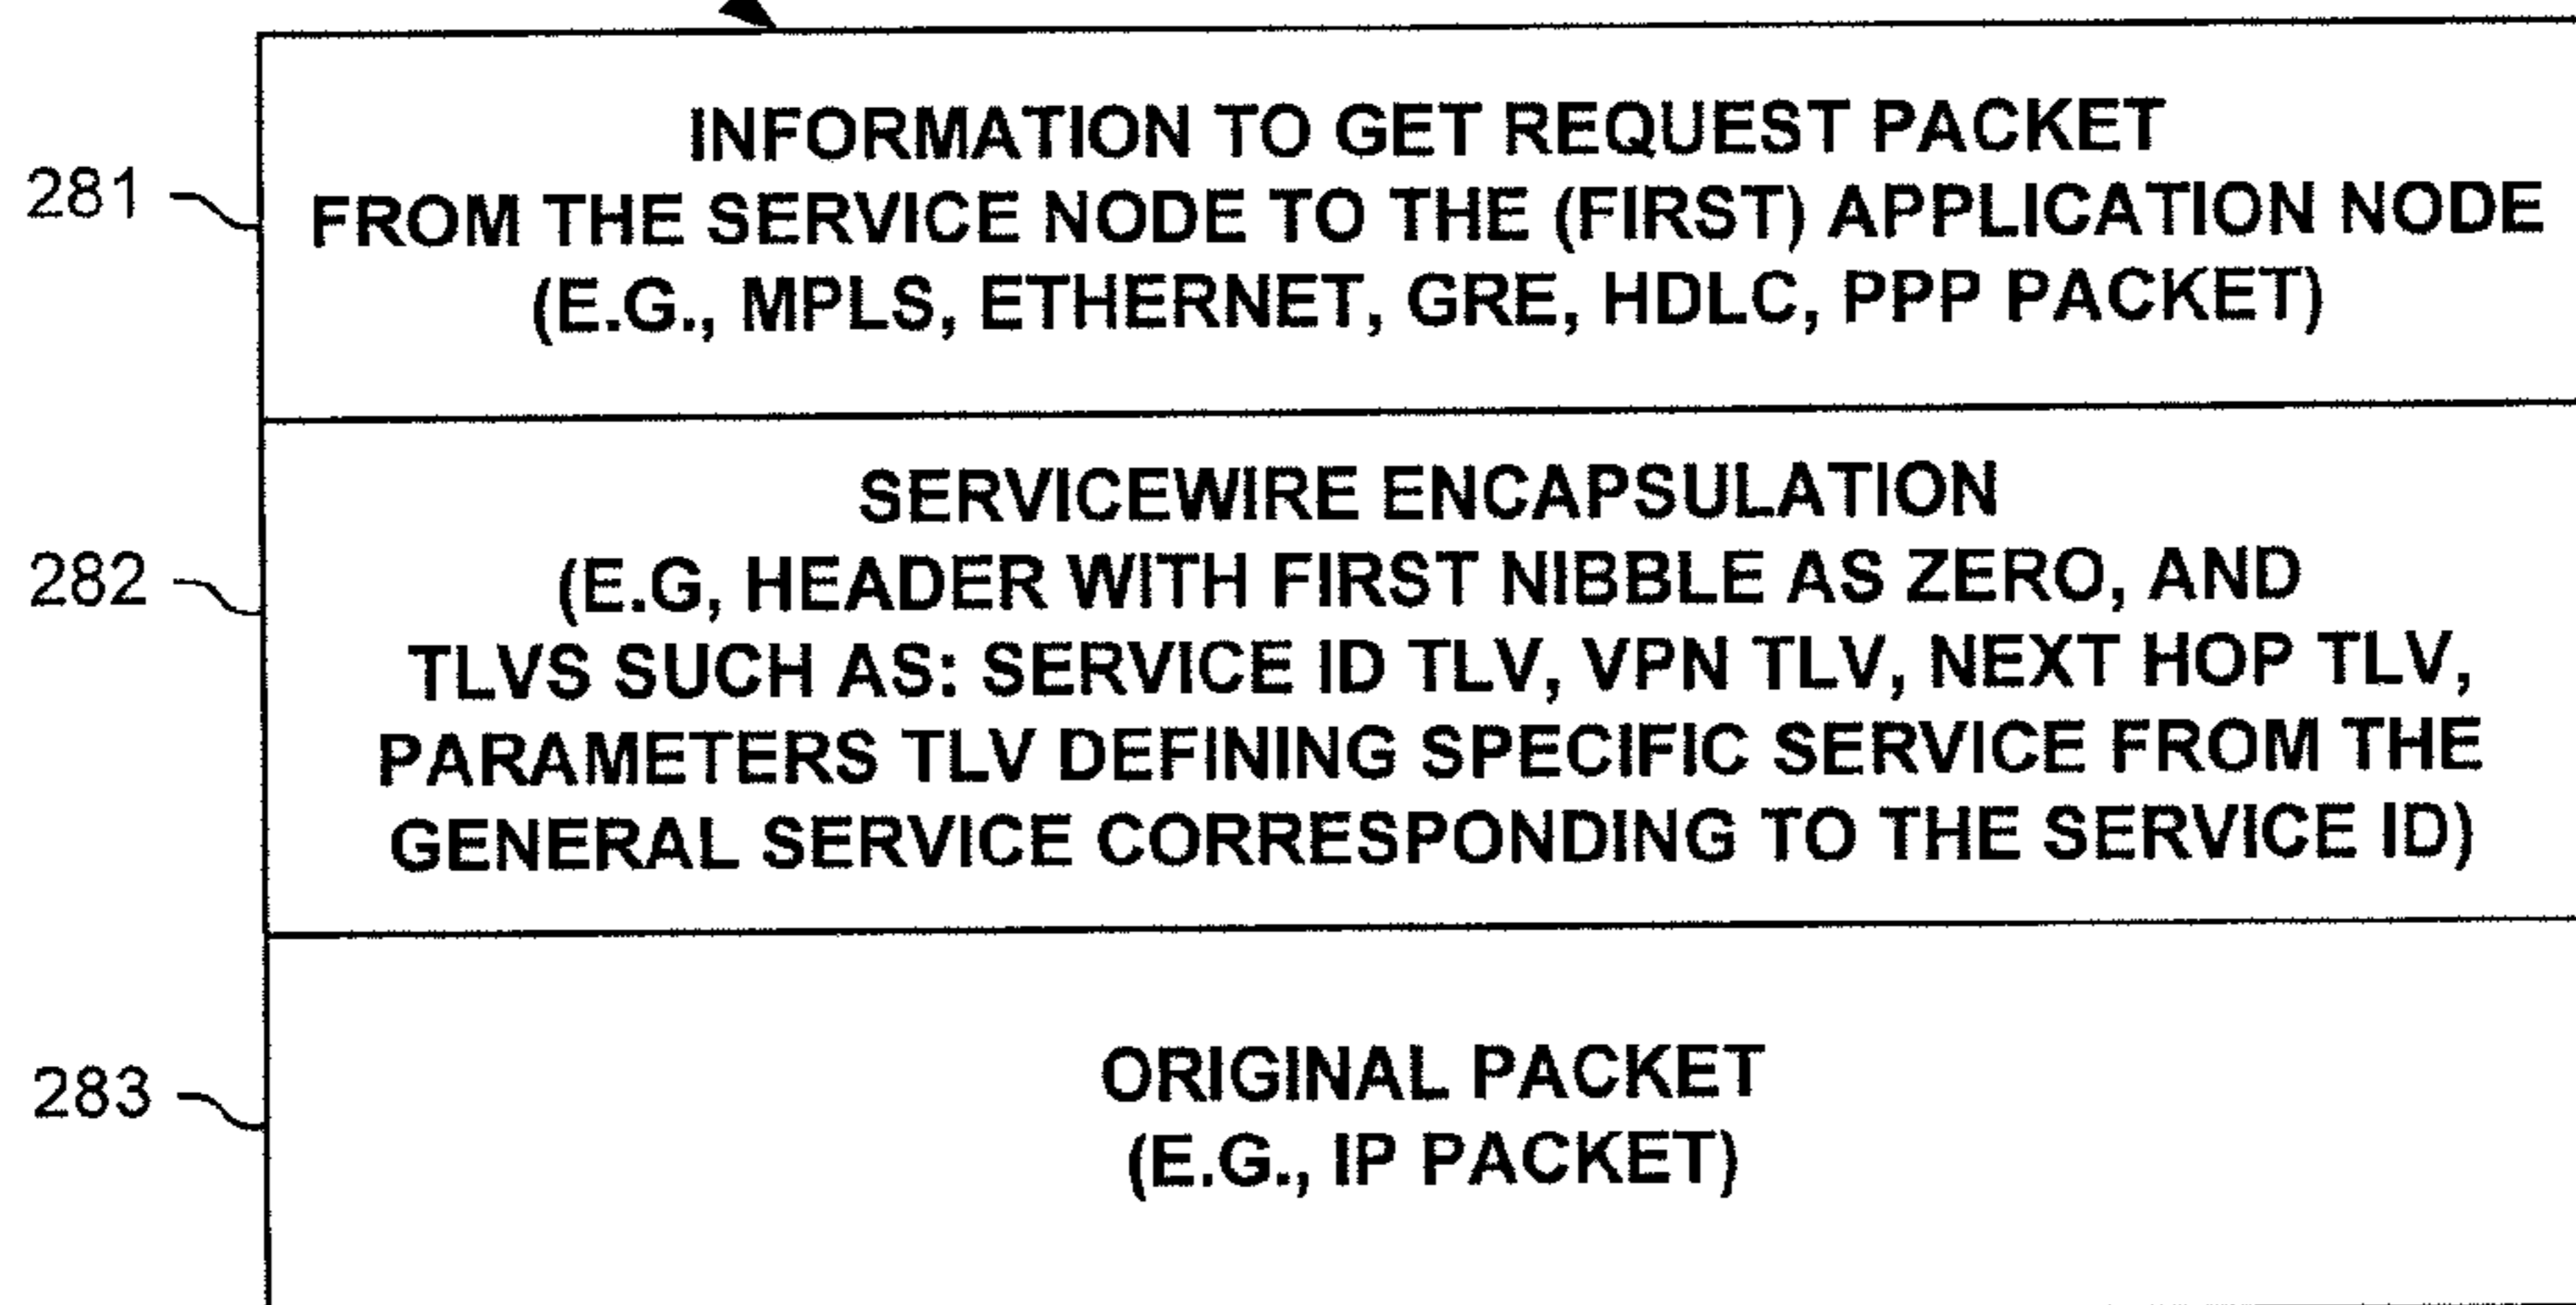 INFORMATION TO GET REQUEST PACKET
281
FROM THE SERVICE NODE TO THE (FIRST) APPLICATION NODE
(E.G., MPLS, ETHERNET, GRE, HDLC, PPP PACKET)
SERVICEWIRE ENCAPSULATION
282
(E.G, HEADER WITH FIRST NIBBLE AS ZERO, AND
TLVS SUCH AS: SERVICE ID TLV, VPN TLV, NEXT HOP TLV,
PARAMETERS TLV DEFINING SPECIFIC SERVICE FROM THE
GENERAL SERVICE CORRESPONDING TO THE SERVICE ID)
283
ORIGINAL PACKET
(E.G., IP PACKET)